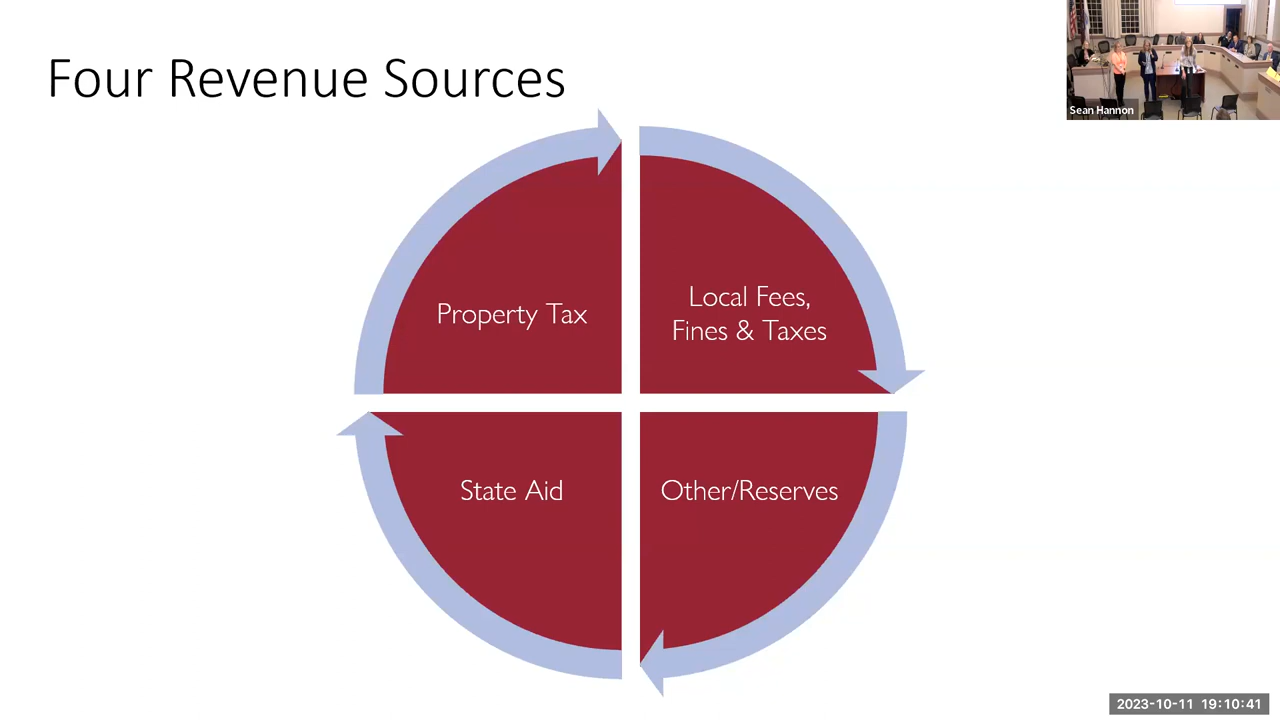 Four Revenue Sources
Sean Hannon
Property Tax
Local Fees,
Fines & Taxes
State Aid
Other/Reserves
2023-10-11 19:10:41